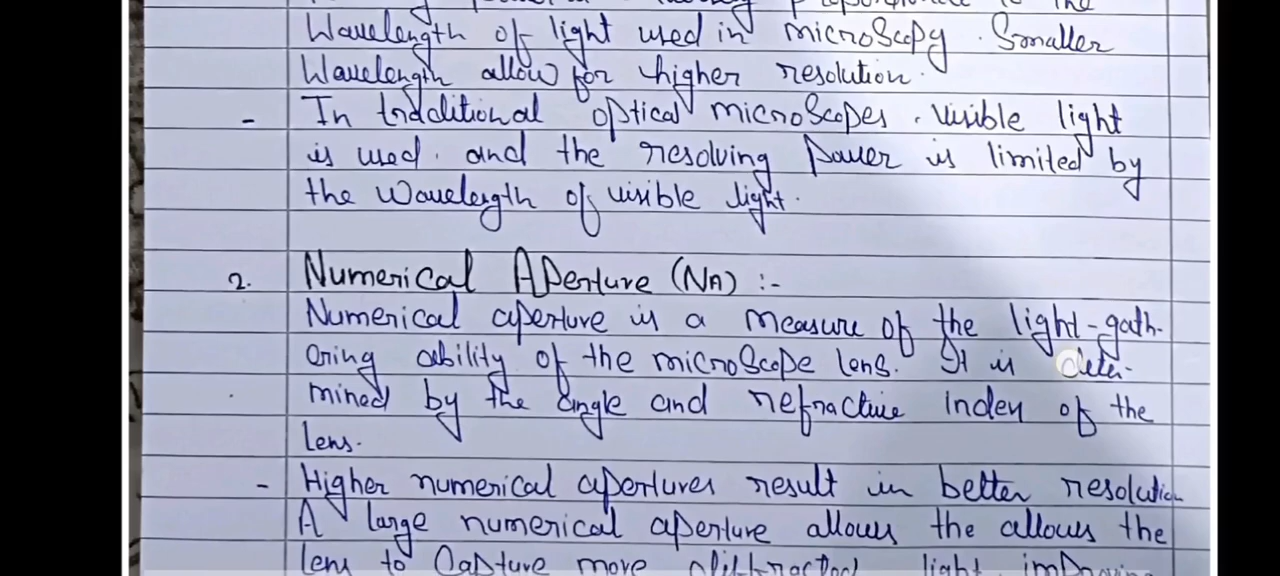 the
Wavelength of light used in microscopy. Smaller
Wavelength allow for higher resolution.
- In traditional optical microscopes, visible light
is used. and the resolving power is limited by
the wavelength of visible light.
2. Numerical Aperture (NA) :-
Numerical aperture is a measure of the light-gath-
ering ability of the microscope lens. It is deter-
mined by the angle and refractive index of the
lens.
- Higher numerical apertures result in better resolution
A large numerical aperture allows the allows the
lens to capture more diffracted light improving